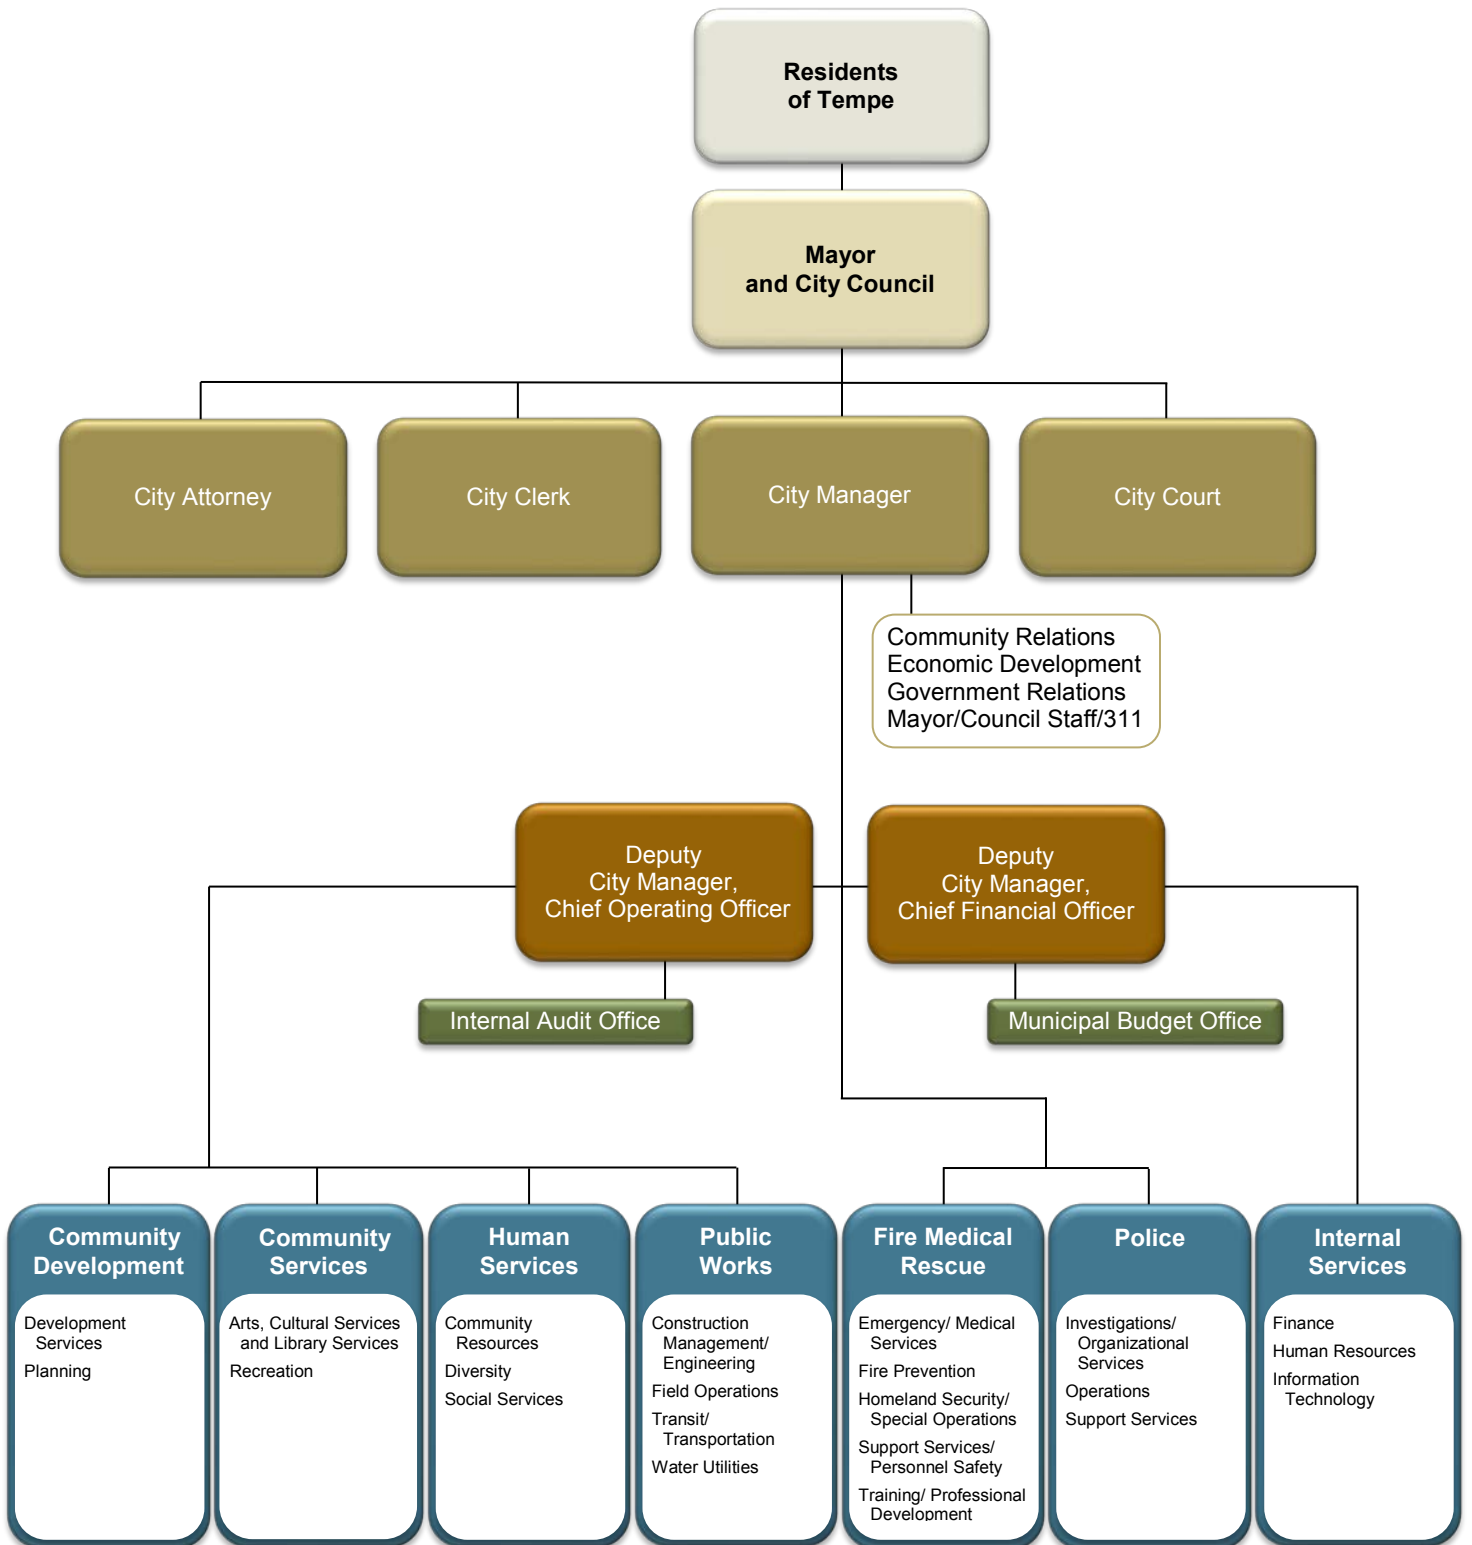 Residents
of Tempe
Mayor
and City Council
City Attorney
City Clerk
City Manager
City Court
Community Relations
Economic Development
Government Relations
Mayor/Council Staff/311
Deputy
City Manager,
Chief Operating Officer
Deputy
City Manager,
Chief Financial Officer
Internal Audit Office
Municipal Budget Office
Community
Development
Development
Services
Planning
Community
Services
Arts, Cultural Services
and Library Services
Recreation
Human
Services
Community
Resources
Diversity
Social Services
Public
Works
Construction
Management/
Engineering
Field Operations
Transit/
Transportation
Water Utilities
Fire Medical
Rescue
Emergency/ Medical
Services
Fire Prevention
Homeland Security/
Special Operations
Support Services/
Personnel Safety
Training/ Professional
Development
Police
Investigations/
Organizational
Services
Operations
Support Services
Internal
Services
Finance
Human Resources
Information
Technology